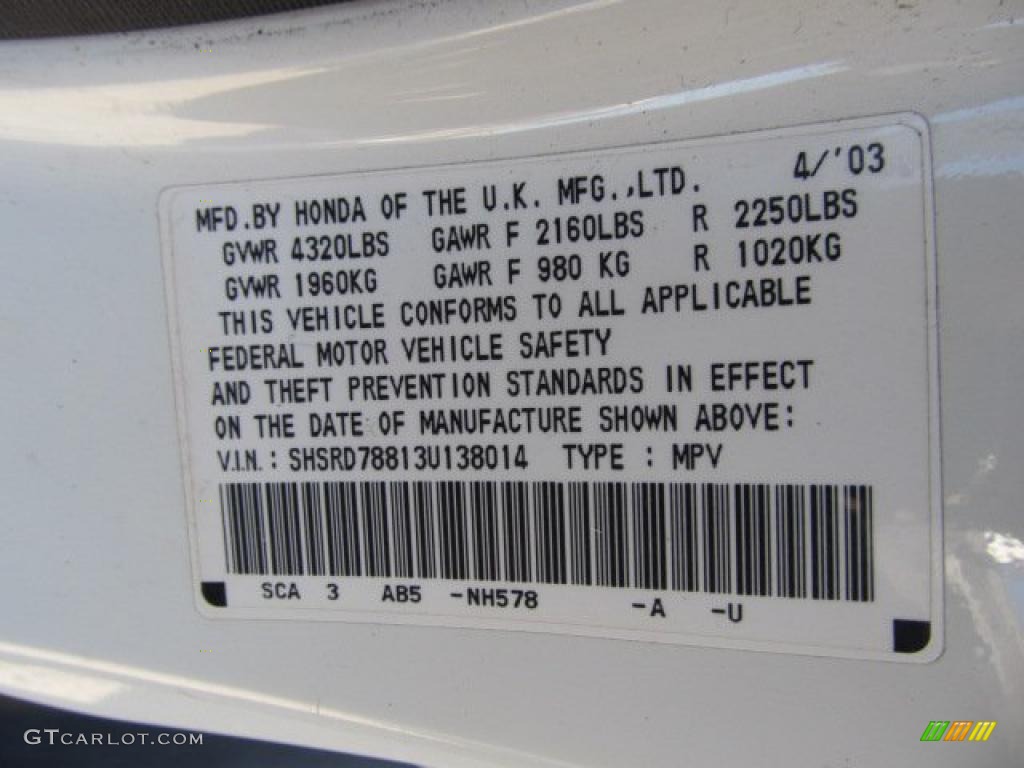 4/'03
MFD.BY HONDA OF THE U.K. MFG.,LTD.
GVWR 4320LBS GAWR F 2160LBS R 2250LBS
GVWR 1960KG GAWR F 980 KG R 1020KG
THIS VEHICLE CONFORMS TO ALL APPLICABLE
FEDERAL MOTOR VEHICLE SAFETY
AND THEFT PREVENTION STANDARDS IN EFFECT
ON THE DATE OF MANUFACTURE SHOWN ABOVE:
V.I.N.: SHSRD78813U138014 TYPE : MPV
SCA 3 AB5 -NH578 -A -U
GTCARLOT.COM